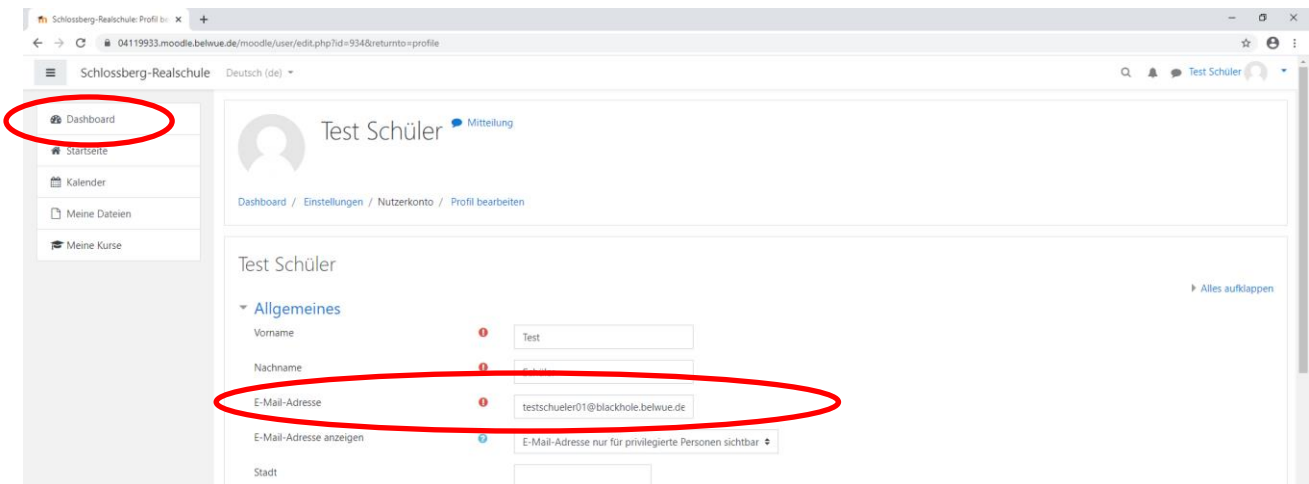 Schlossberg-Realschule: Profil be
04119933.moodle.belwue.de/moodle/user/edit.php?id=934&returnto=profile
Schlossberg-Realschule Deutsch (de) Test Schüler
Dashboard
Startseite
Kalender
Meine Dateien
Meine Kurse
Test Schüler Mitteilung
Dashboard / Einstellungen / Nutzerkonto / Profil bearbeiten
Test Schüler
Alles aufklappen
Allgemeines
Vorname Test
Nachname
E-Mail-Adresse testschueler01@blackhole.belwue.de
E-Mail-Adresse anzeigen E-Mail-Adresse nur für privilegierte Personen sichtbar
Stadt